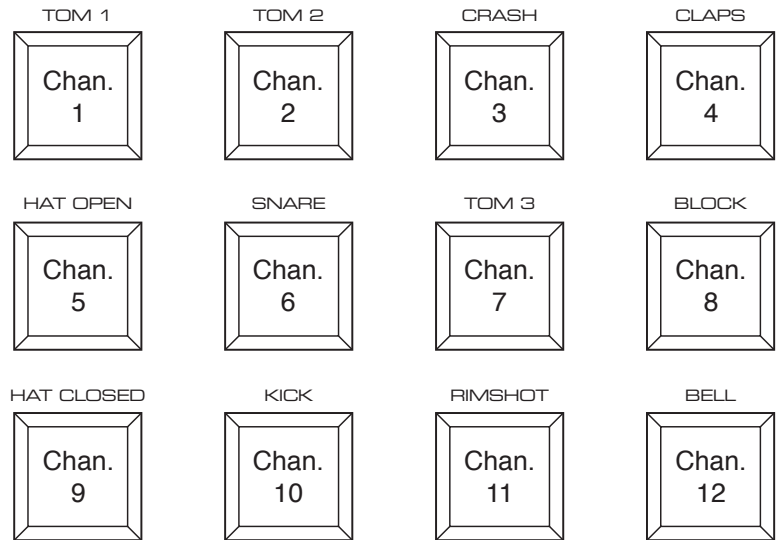 TOM 1 TOM 2 CRASH CLAPS
Chan. Chan. Chan. Chan.
1 2 3 4
HAT OPEN SNARE TOM 3 BLOCK
Chan. Chan. Chan. Chan.
5 6 7 8
HAT CLOSED KICK RIMSHOT BELL
Chan. Chan. Chan. Chan.
9 10 11 12